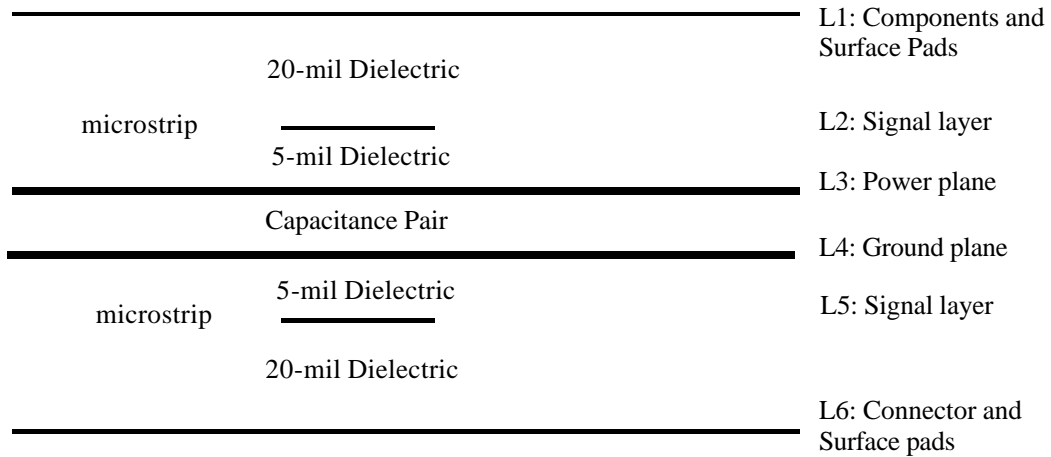 L1: Components and
Surface Pads
20-mil Dielectric
microstrip
L2: Signal layer
5-mil Dielectric
L3: Power plane
Capacitance Pair
L4: Ground plane
5-mil Dielectric
L5: Signal layer
microstrip
20-mil Dielectric
L6: Connector and
Surface pads